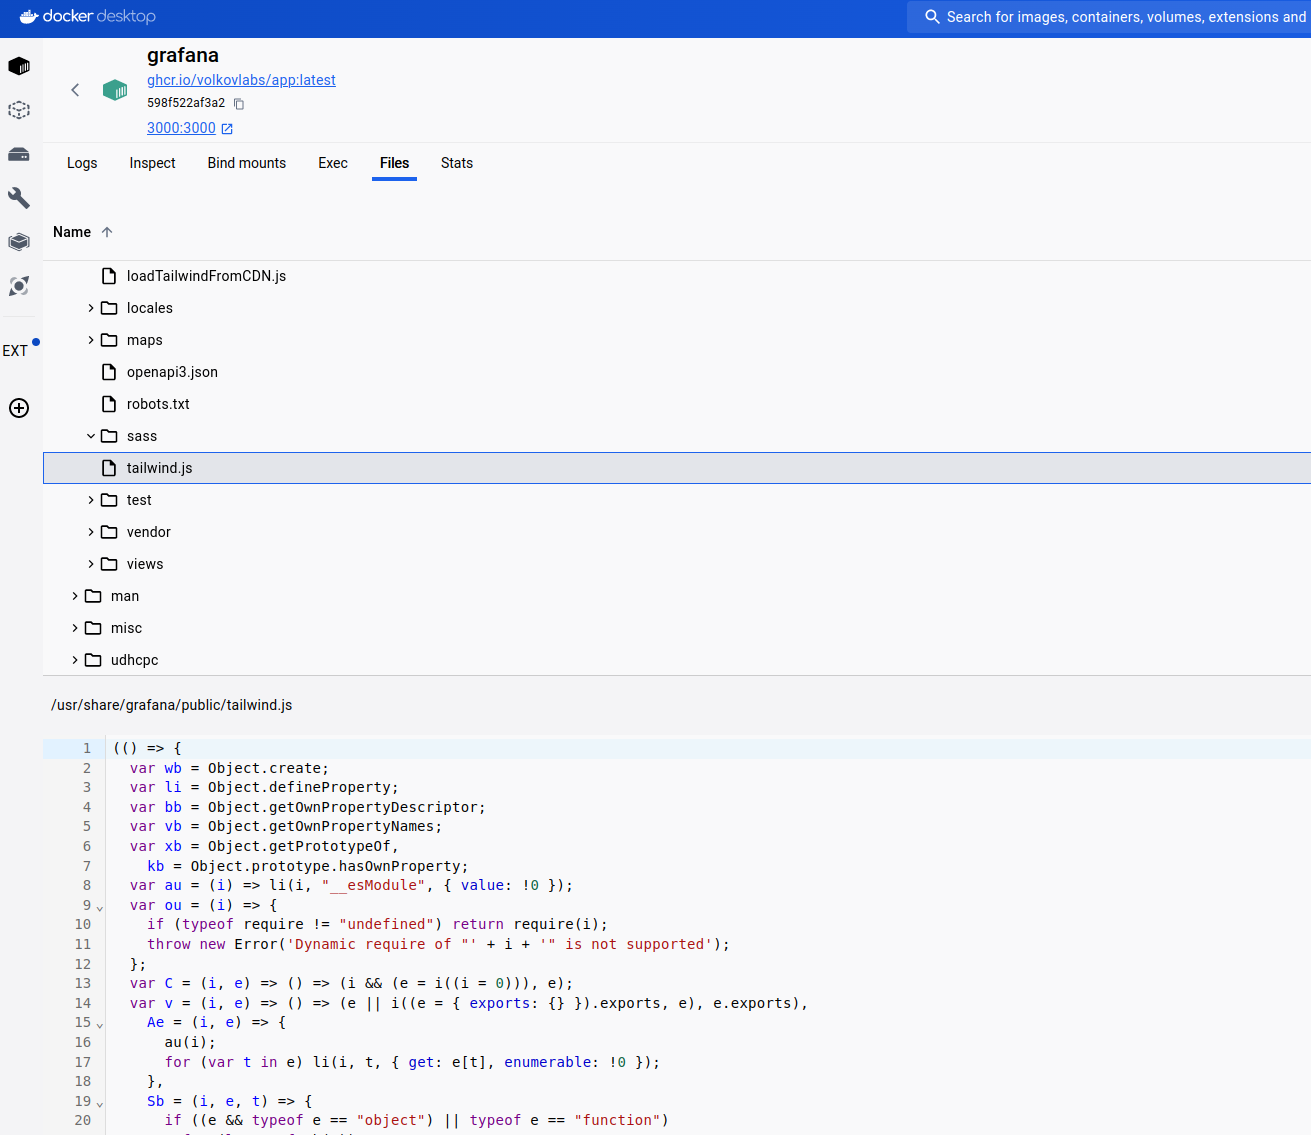 docker desktop
Search for images, containers, volumes, extensions and
grafana
ghcr.io/volkovlabs/app:latest
598f522af3a2
3000:3000
Logs Inspect Bind mounts Exec Files Stats
EXT
Name
loadTailwindFromCDN.js
locales
maps
openapi3.json
robots.txt
sass
tailwind.js
test
vendor
views
man
misc
udhcpc
/usr/share/grafana/public/tailwind.js
1 (() => {
2 var wb = Object.create;
3 var li = Object.defineProperty;
4 var bb = Object.getOwnPropertyDescriptor;
5 var vb = Object.getOwnPropertyNames;
6 var xb = Object.getPrototypeOf,
7 kb = Object.prototype.hasOwnProperty;
8 var au = (i) => li(i, "__esModule", { value: !0 });
9 var ou = (i) => {
10 if (typeof require != "undefined") return require(i);
11 throw new Error('Dynamic require of "' + i + '" is not supported');
12 };
13 var C = (i, e) => () => (i && (e = i((i = 0))), e);
14 var v = (i, e) => () => (e || i((e = { exports: {} }).exports, e), e.exports),
15 Ae = (i, e) => {
16 au(i);
17 for (var t in e) li(i, t, { get: e[t], enumerable: !0 });
18 },
19 Sb = (i, e, t) => {
20 if ((e && typeof e == "object") || typeof e == "function")